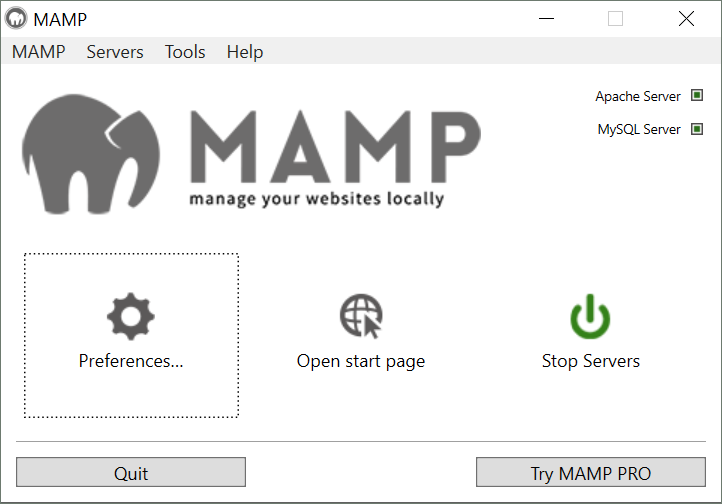 MAMP
MAMP Servers Tools Help
Apache Server
MySQL Server
MAMP
manage your websites locally
Preferences...
Open start page
Stop Servers
Quit
Try MAMP PRO